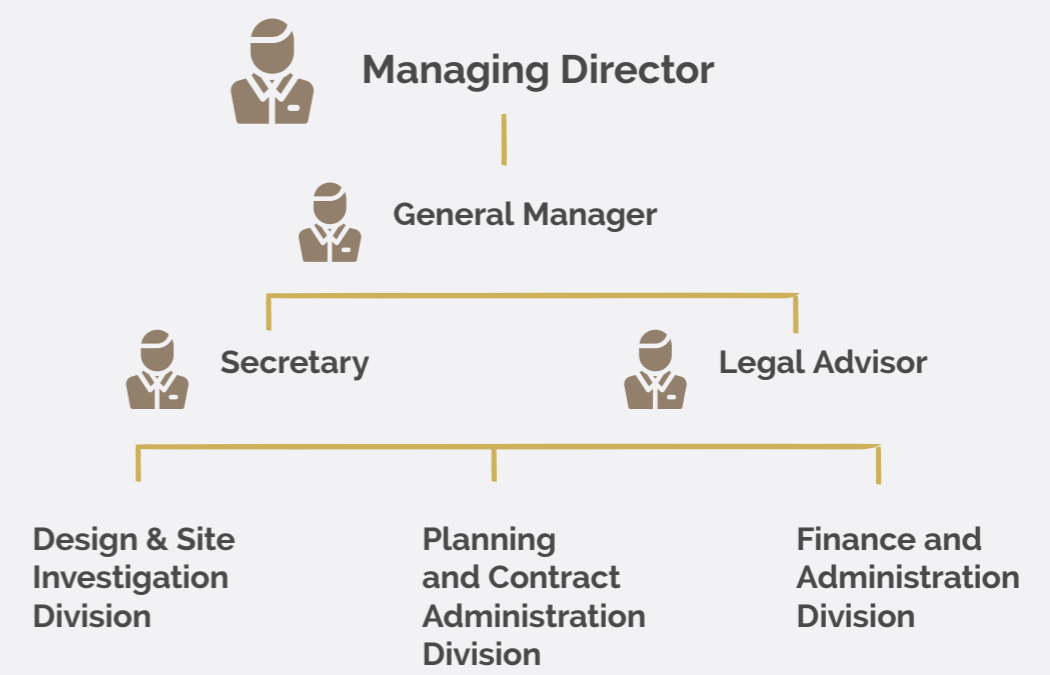 Managing Director
General Manager
Secretary
Legal Advisor
Design & Site
Investigation
Division
Planning
and Contract
Administration
Division
Finance and
Administration
Division